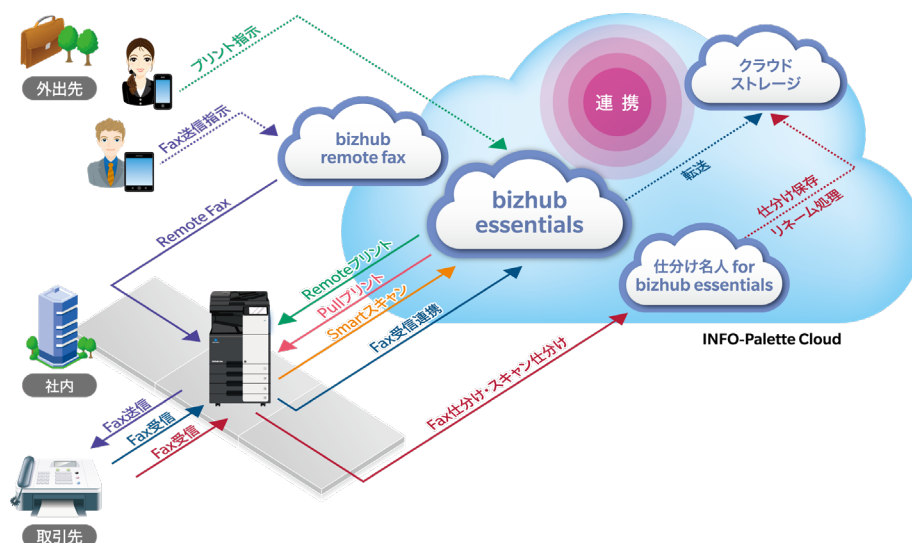 外出先
プリント指示
Fax送信指示
bizhub
remote fax
連携
クラウド
ストレージ
bizhub
essentials
転送
仕分け保存
リネーム処理
仕分け名人 for
bizhub essentials
INFO-Palette Cloud
Remote Fax
Remoteプリント
Pullプリント
Smartスキャン
Fax受信連携
Fax仕分け・スキャン仕分け
社内
Fax送信
Fax受信
Fax受信
取引先